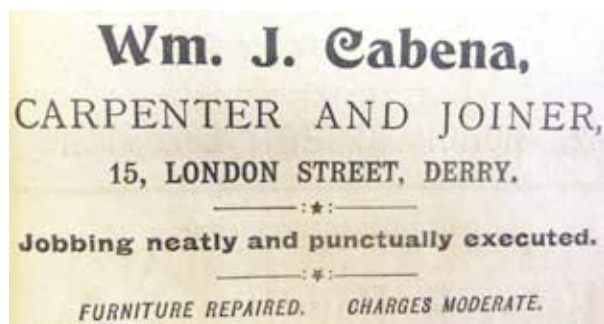 Wm. J. Cabena,
CARPENTER AND JOINER,
15, LONDON STREET, DERRY.
Jobbing neatly and punctually executed.
FURNITURE REPAIRED. CHARGES MODERATE.